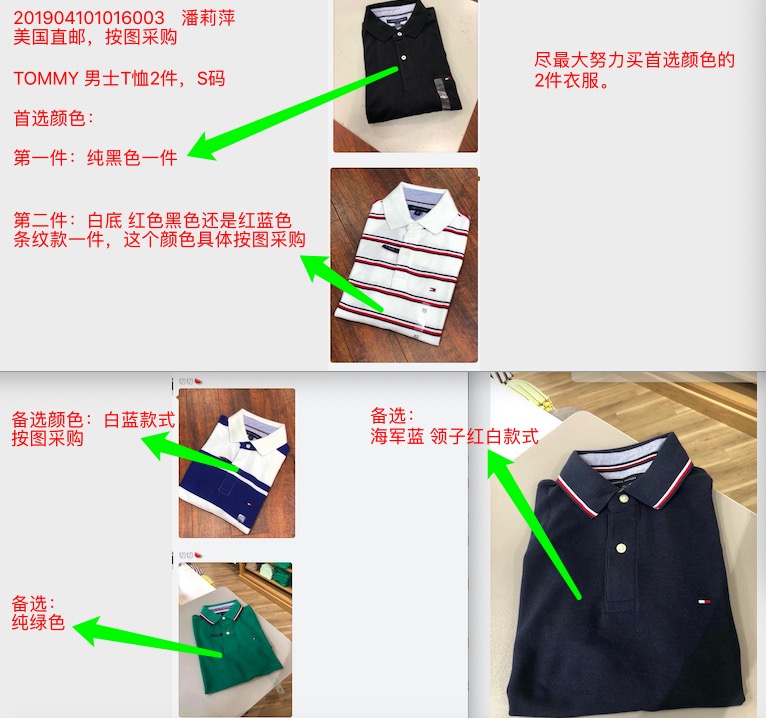 201904101016003 潘莉萍
美国直邮，按图采购
TOMMY 男士T恤2件，S码
首选颜色：
第一件：纯黑色一件
第二件：白底 红色黑色还是红蓝色
条纹款一件，这个颜色具体按图采购
尽最大努力买首选颜色的
2件衣服。
切切🍉
备选颜色：白蓝款式
按图采购
备选：
海军蓝 领子红白款式
切切🍉
备选：
纯绿色